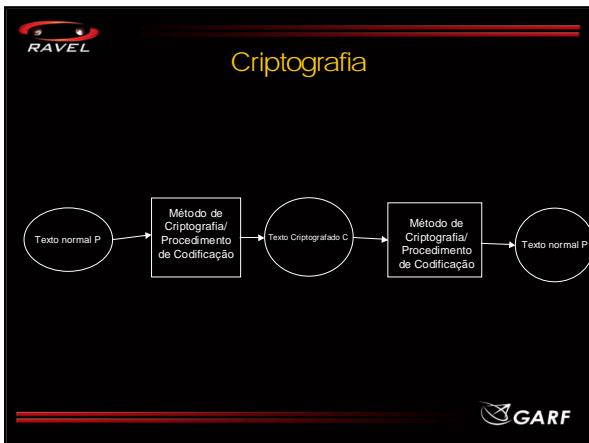 RAVEL
Criptografia
Texto normal P
Método de
Criptografia/
Procedimento
de Codificação
Texto Criptografado C
Método de
Criptografia/
Procedimento
de Codificação
Texto normal P
GARF